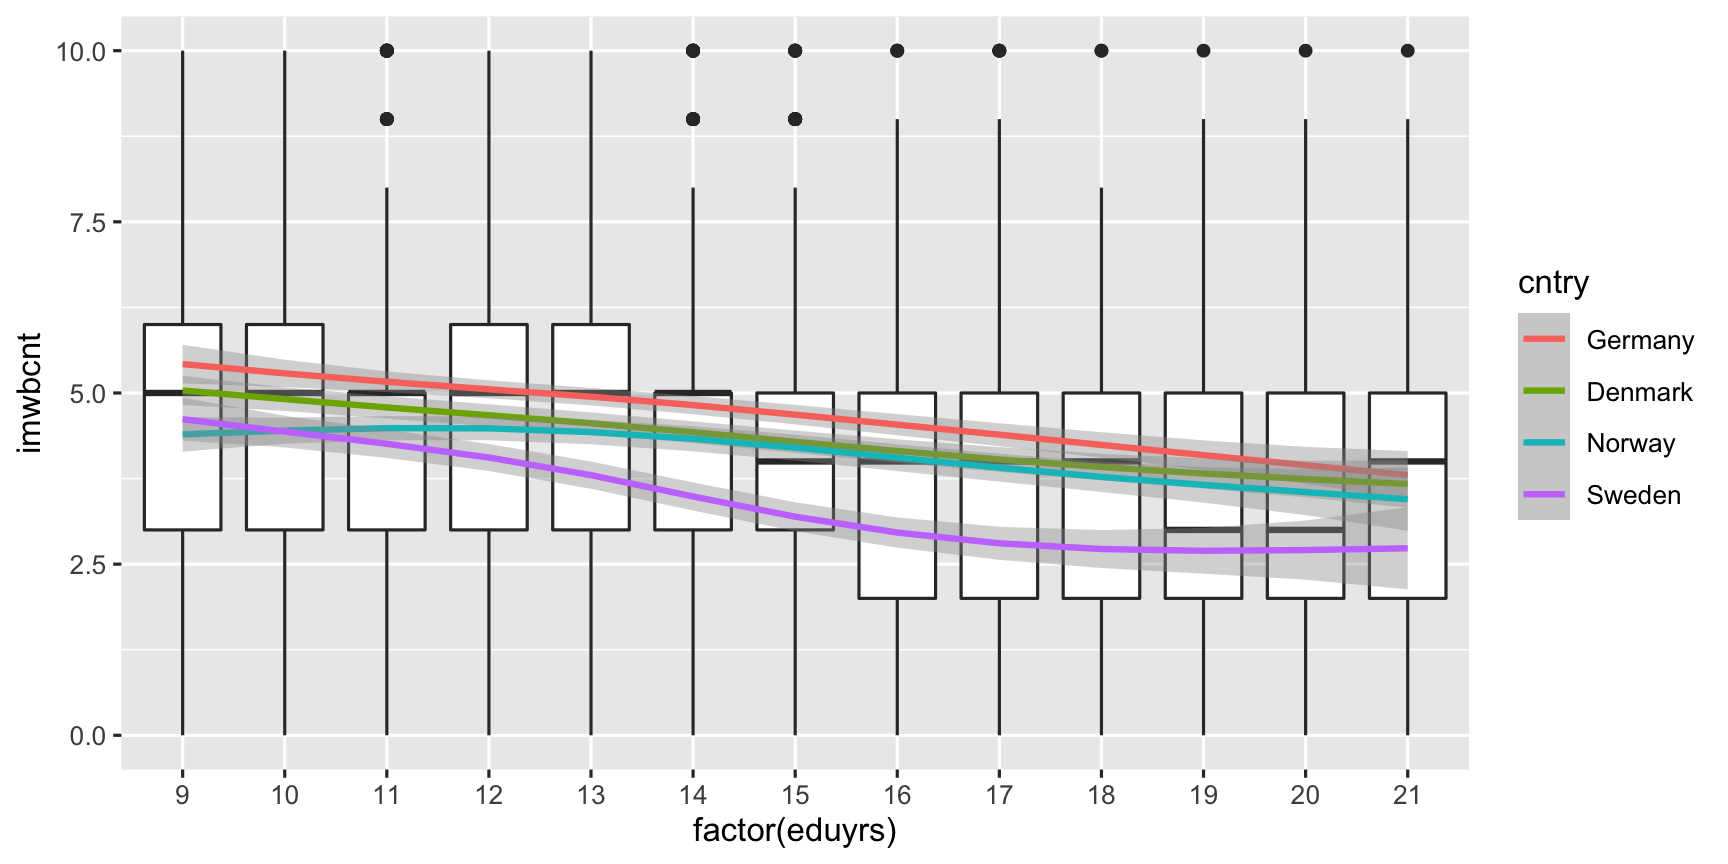 10.0
7.5
5.0
2.5
0.0
imwbcnt
9 10 11 12 13 14 15 16 17 18 19 20 21
factor(eduyrs)
cntry
Germany
Denmark
Norway
Sweden